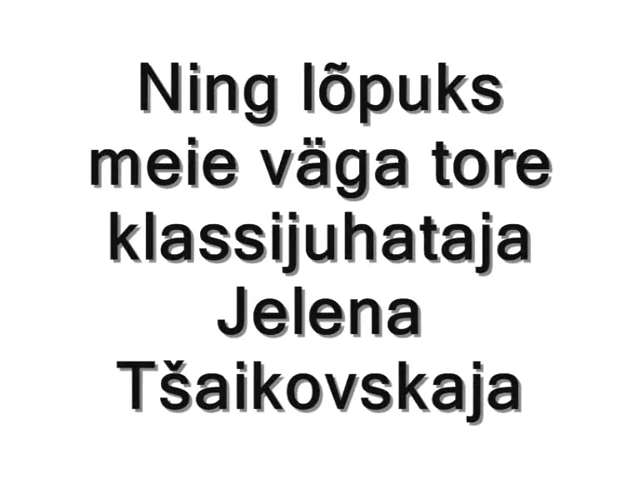 Ning lõpuks
meie väga tore
klassijuhataja
Jelena
Tšaikovskaja